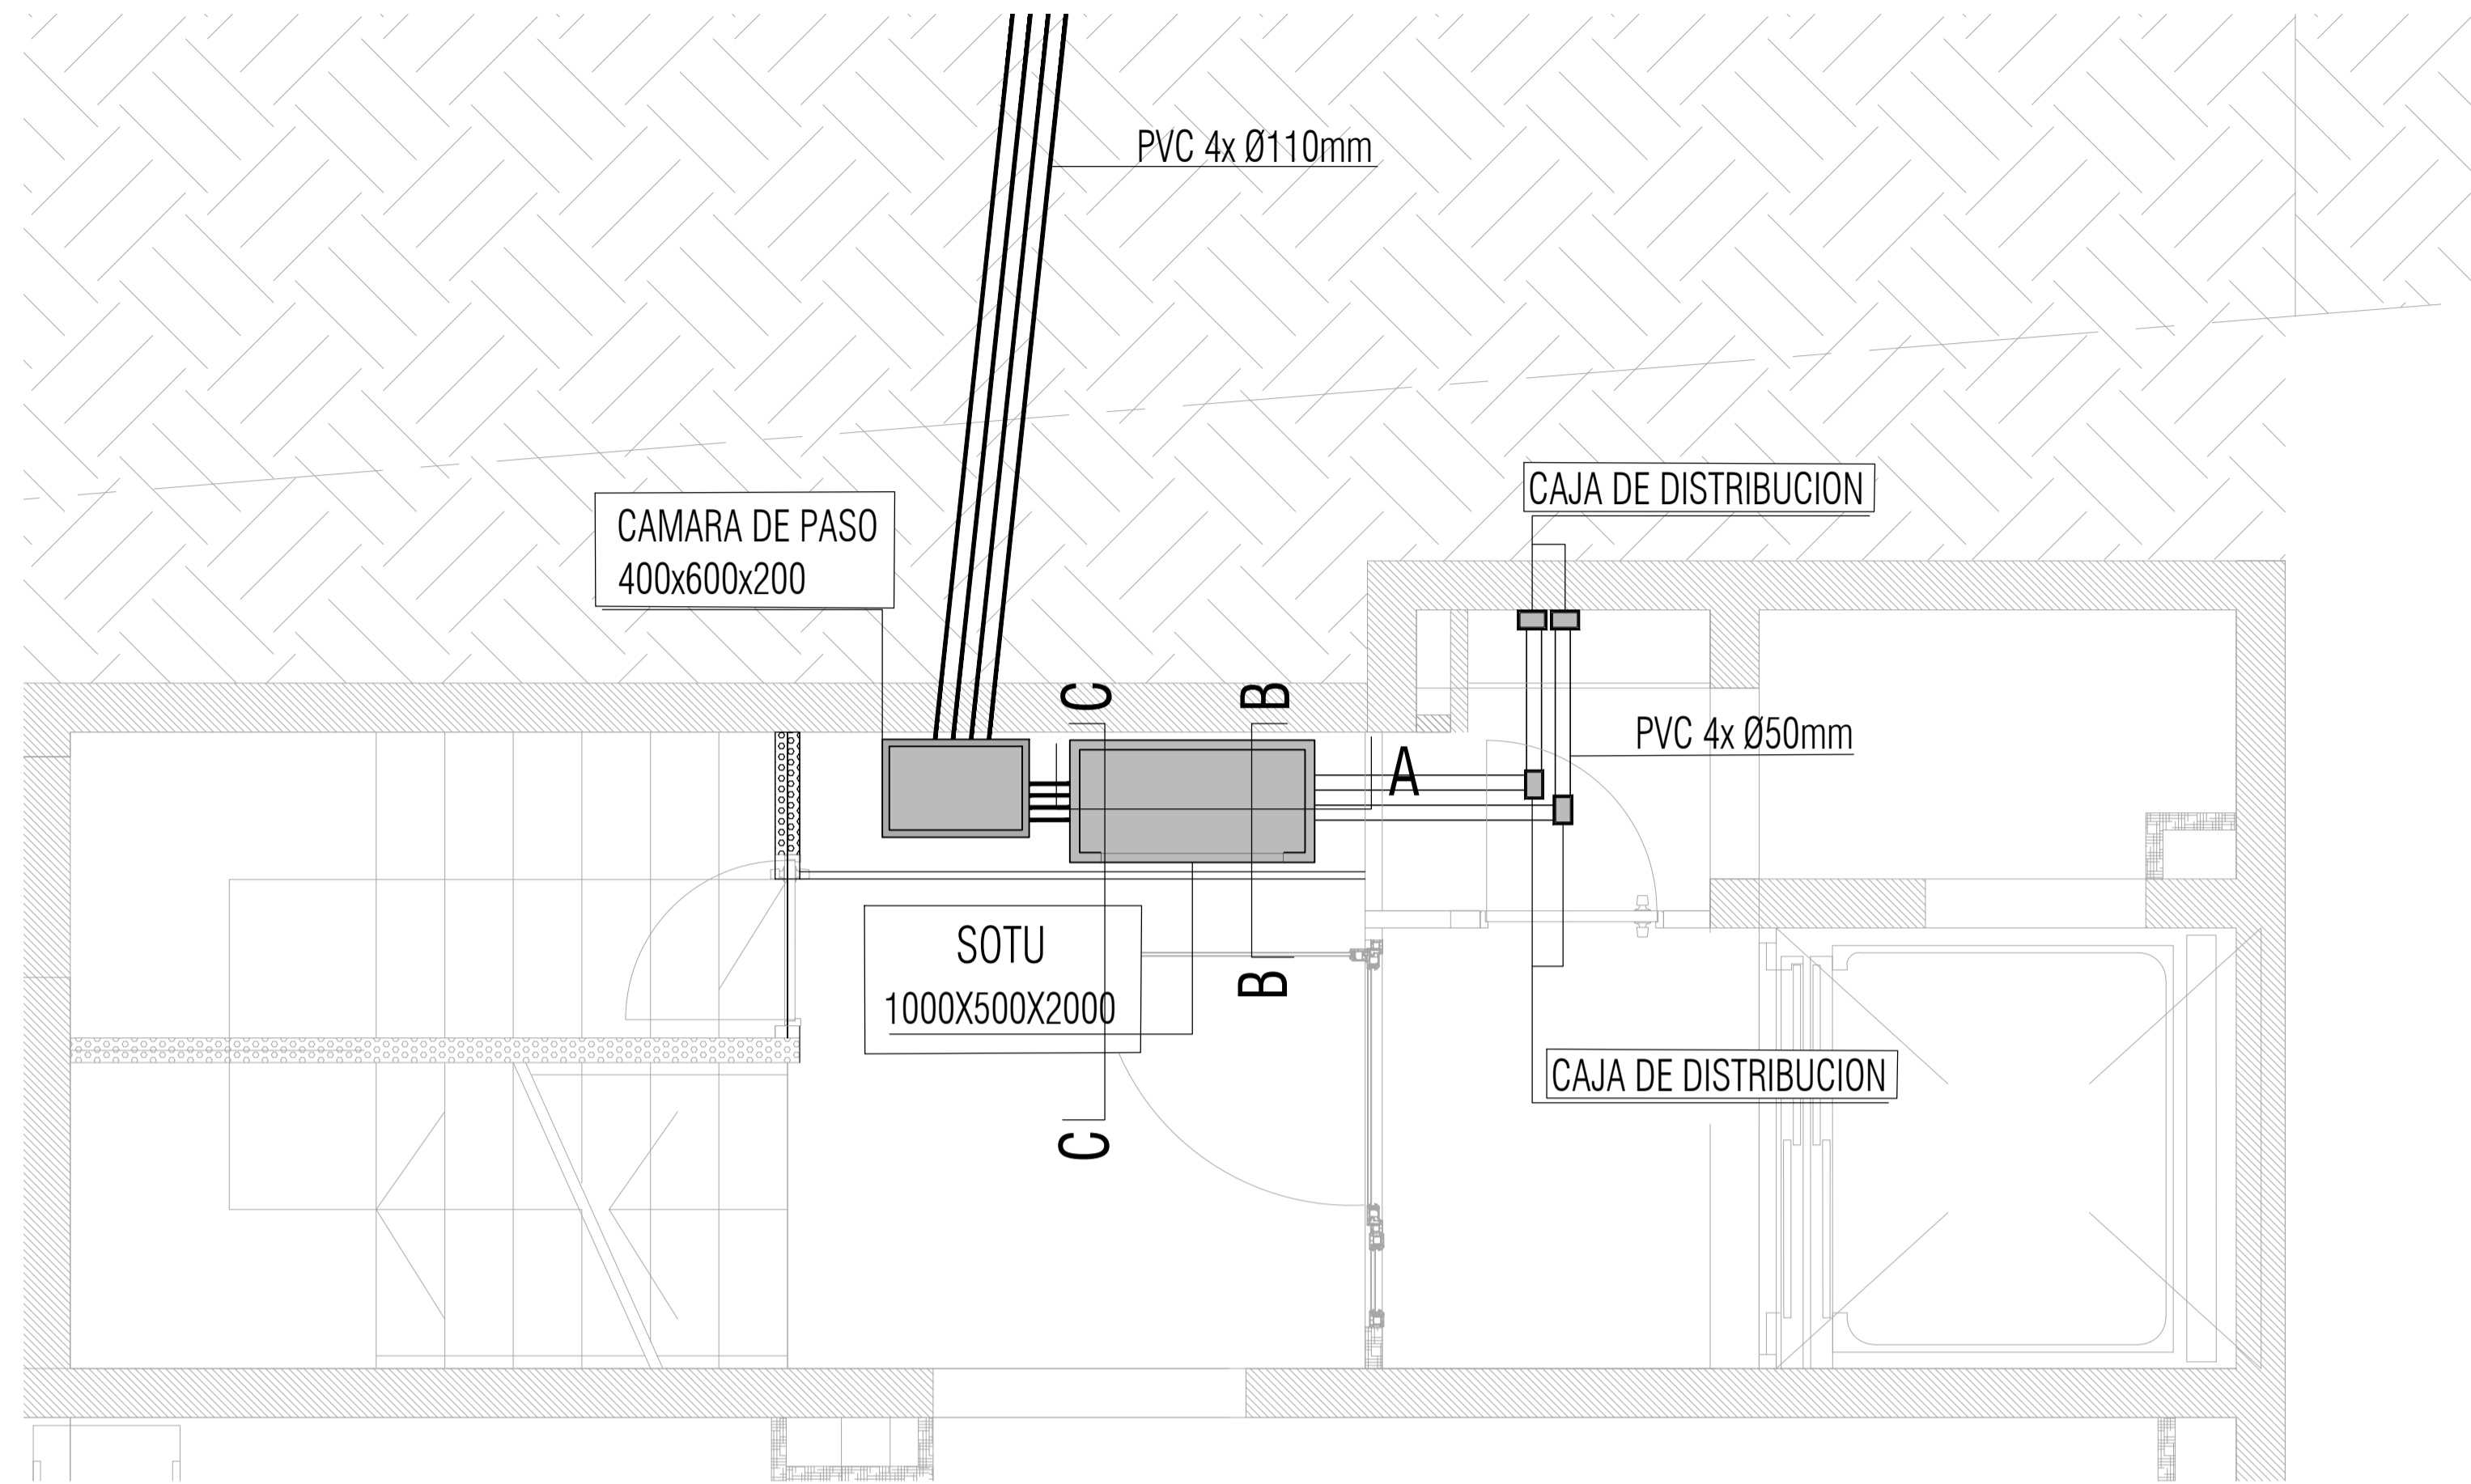 PVC 4x Ø110mm
CAJA DE DISTRIBUCION
CAMARA DE PASO
400x600x200
C
B
PVC 4x Ø50mm
A
SOTU
1000X500X2000
B
CAJA DE DISTRIBUCION
C